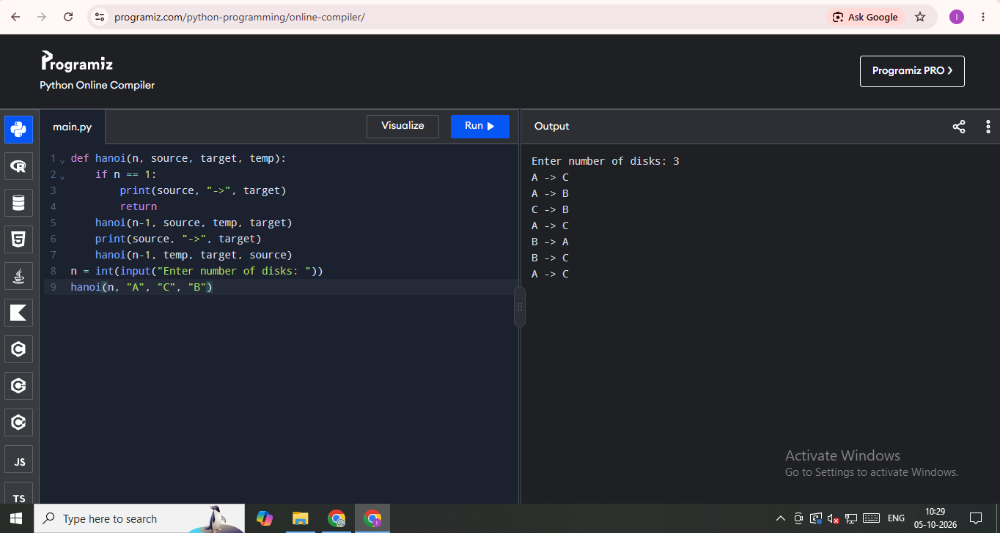 programiz.com/python-programming/online-compiler/
Ask Google
I
Programiz
Python Online Compiler
Programiz PRO ❯
main.py
Visualize
Run
Output
1 def hanoi(n, source, target, temp):
2     if n == 1:
3         print(source, "->", target)
4         return
5     hanoi(n-1, source, temp, target)
6     print(source, "->", target)
7     hanoi(n-1, temp, target, source)
8 n = int(input("Enter number of disks: "))
9 hanoi(n, "A", "C", "B")
Enter number of disks: 3
A -> C
A -> B
C -> B
A -> C
B -> A
B -> C
A -> C
R
5
C
C
C
JS
TS
Activate Windows
Go to Settings to activate Windows.
Type here to search
ENG
10:29
05-10-2026